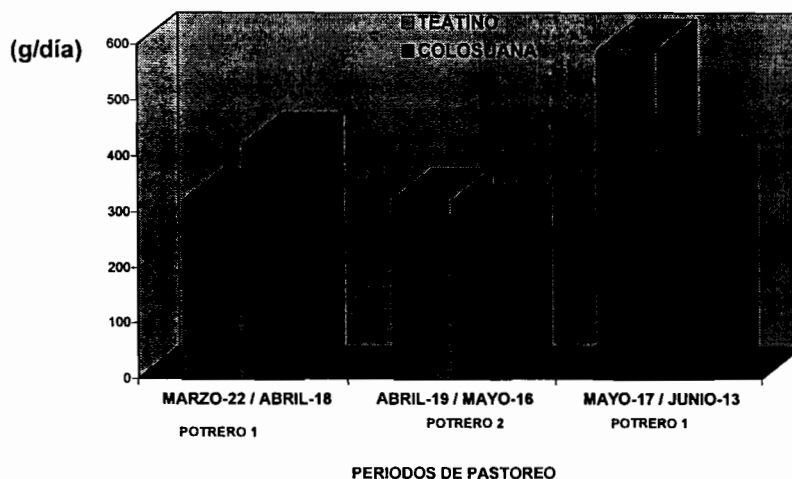 TEATINO
(g/día)
COLOSUANA
600
500
400
300
200
100
0
MARZO-22 / ABRIL-18 ABRIL-19 / MAYO-16 MAYO-17 / JUNIO-13
POTRERO 1 POTRERO 2 POTRERO 1
PERIODOS DE PASTOREO